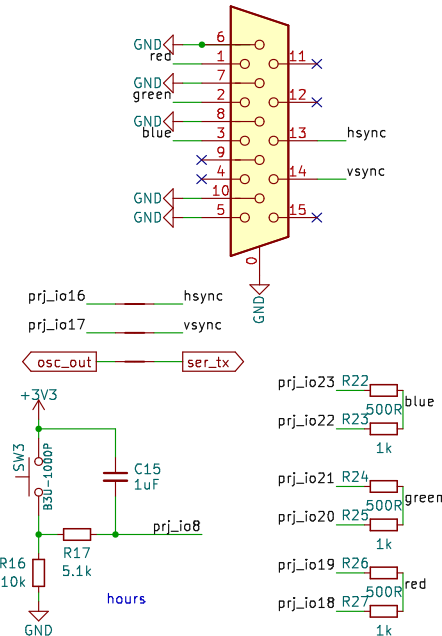 GND 6
red 1 11
GND 7
green 2 12
GND 8
blue 3 13 hsync
9
4 14 vsync
GND 10
GND 5 15
0
GND
prj_io16 hsync
prj_io17 vsync
osc_out ser_tx
+3V3
SW3
B3U-1000P
C15
1uF
prj_io8
R17
5.1k
R16
10k
GND
hours
prj_io23 R22
500R
blue
prj_io22 R23
1k
prj_io21 R24
500R
green
prj_io20 R25
1k
prj_io19 R26
500R
red
prj_io18 R27
1k